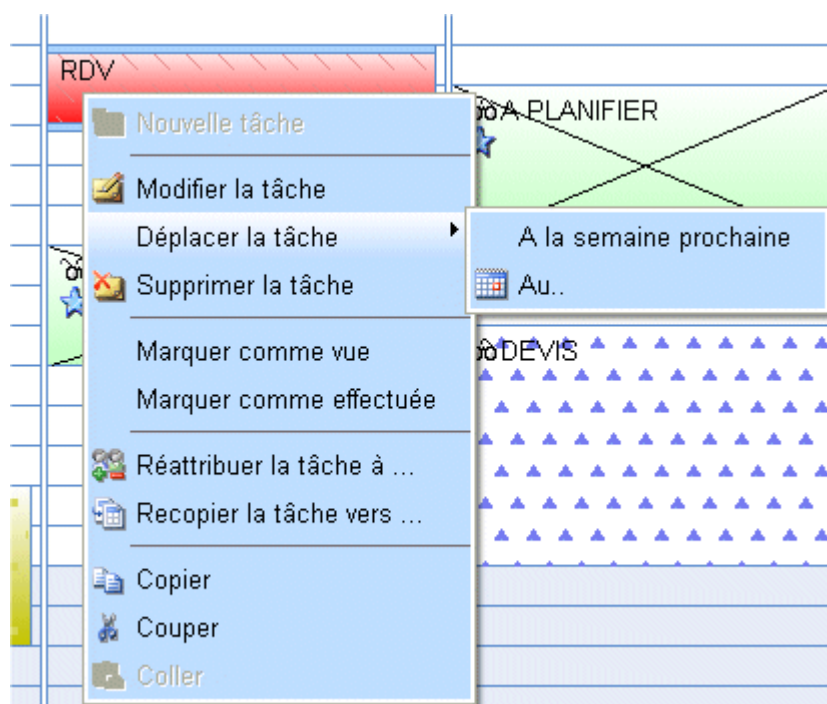 RDV
A PLANIFIER
Nouvelle tâche
Modifier la tâche
Déplacer la tâche
A la semaine prochaine
Au..
Supprimer la tâche
DEVIS
Marquer comme vue
Marquer comme effectuée
Réattribuer la tâche à ...
Recopier la tâche vers ...
Copier
Couper
Coller